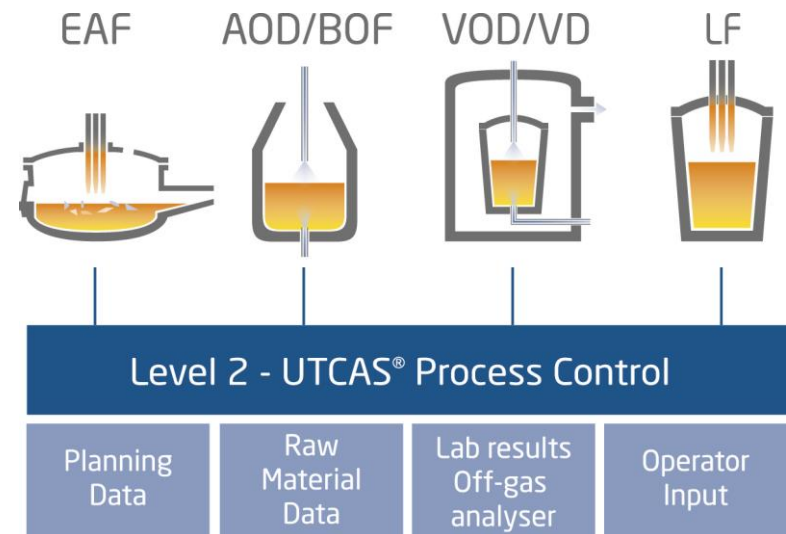 EAF
AOD/BOF
VOD/VD
LF
Level 2 - UTCAS® Process Control
Planning
Data
Raw
Material
Data
Lab results
Off-gas
analyser
Operator
Input